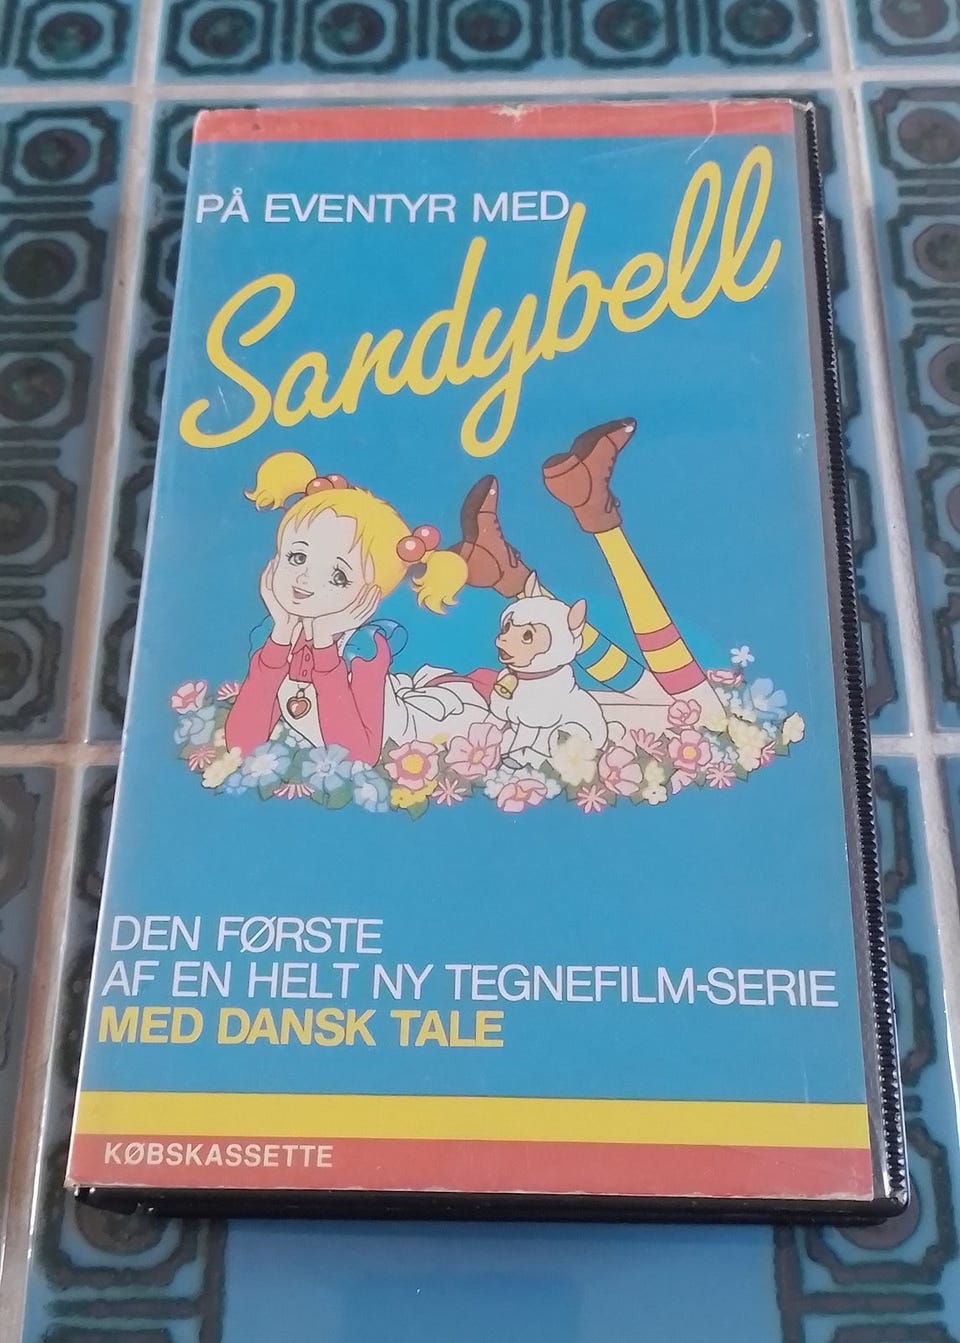 PÅ EVENTYR MED
Sandybell
DEN FØRSTE
AF EN HELT NY TEGNEFILM-SERIE
MED DANSK TALE
KØBSKASSETTE